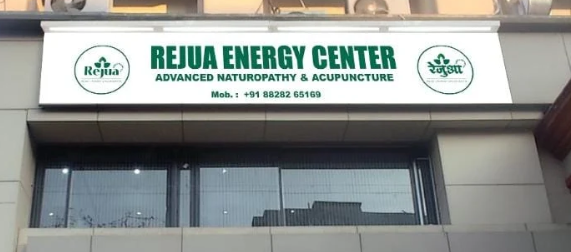 Rejua
REJUA ENERGY CENTER
ADVANCED NATUROPATHY & ACUPUNCTURE
Mob. : +91 88282 65169
रेजुआ